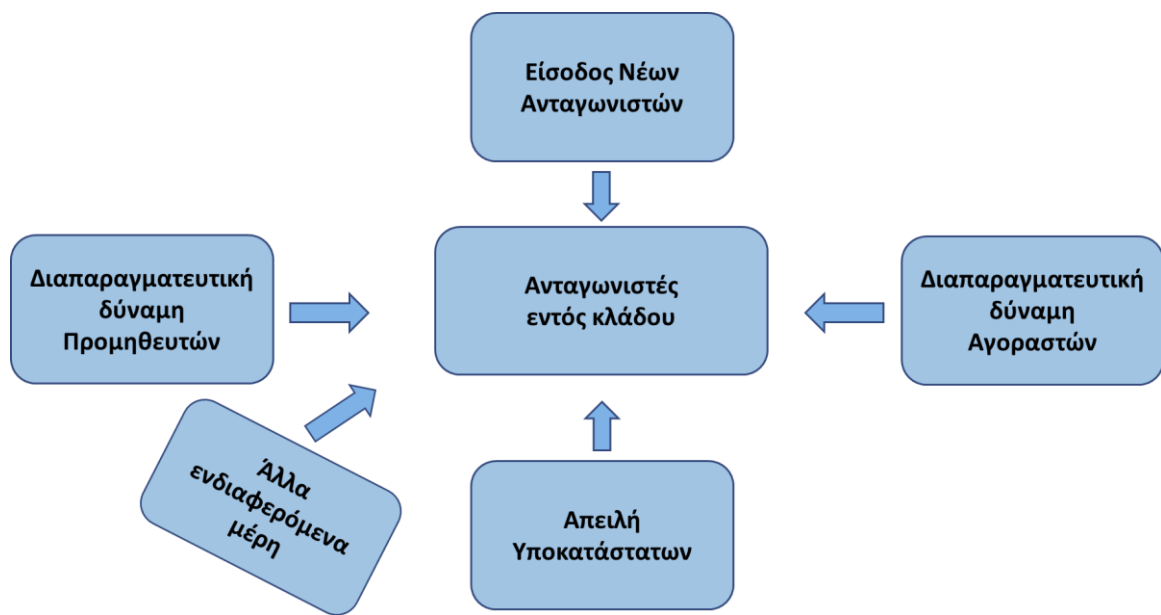 Είσοδος Νέων
Ανταγωνιστών
Διαπαραγματευτική
δύναμη
Προμηθευτών
Ανταγωνιστές
εντός κλάδου
Διαπαραγματευτική
δύναμη
Αγοραστών
Άλλα
ενδιαφερόμενα
μέρη
Απειλή
Υποκατάστατων